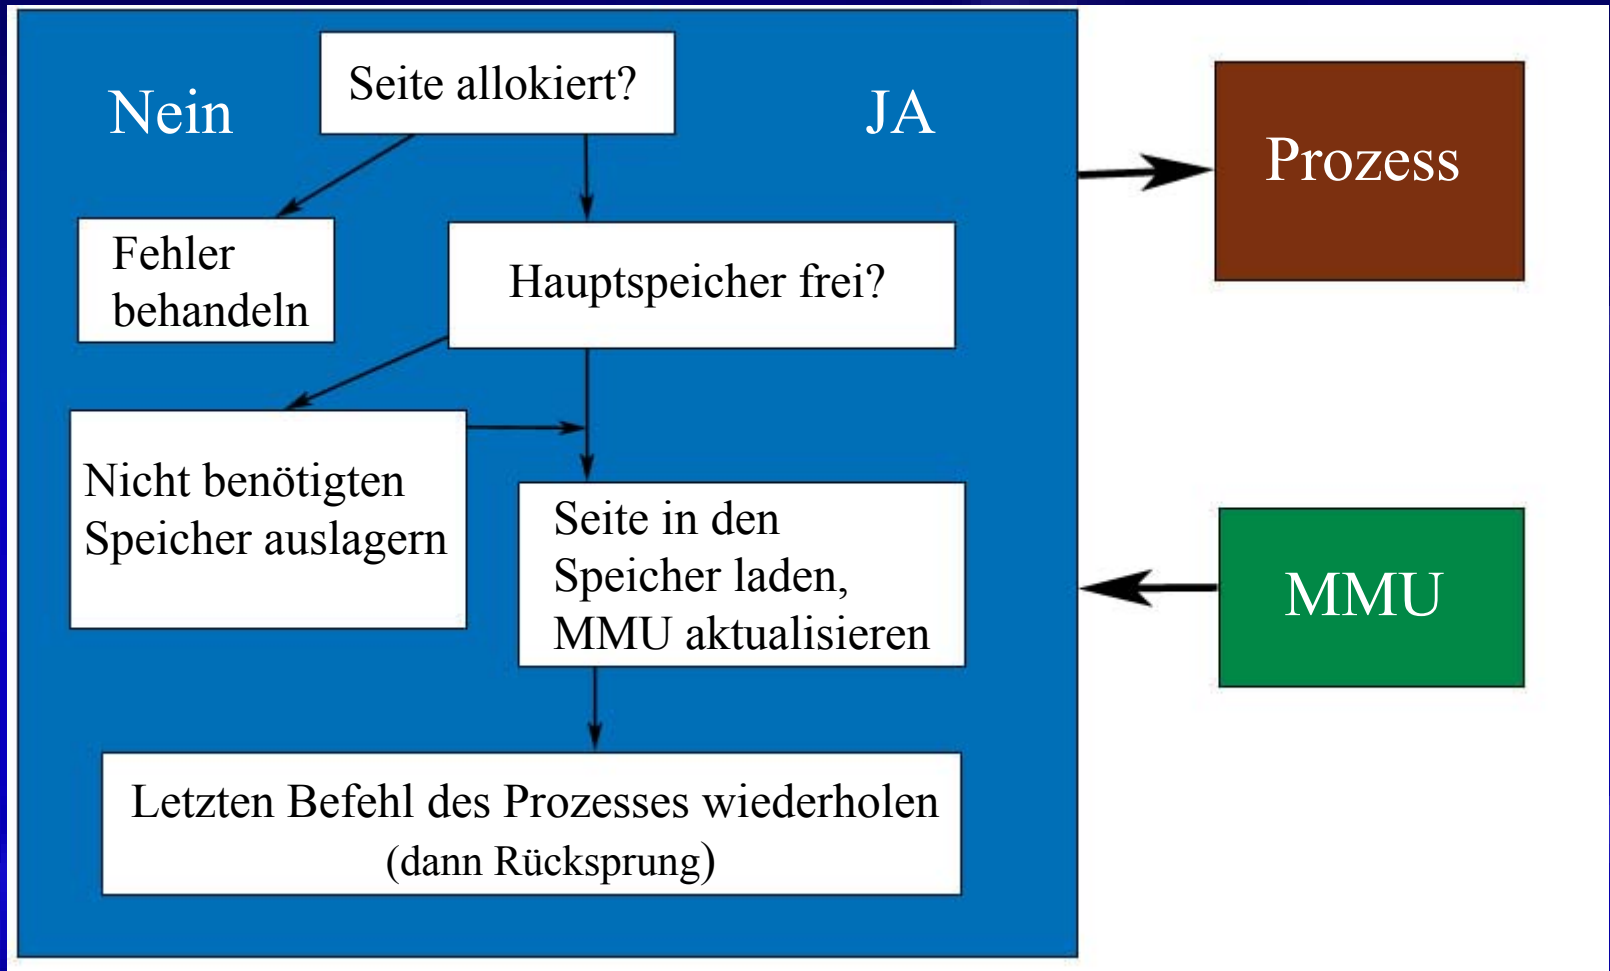 Seite allokiert?
Nein
JA
Prozess
Fehler
behandeln
Hauptspeicher frei?
Nicht benötigten
Speicher auslagern
Seite in den
Speicher laden,
MMU aktualisieren
MMU
Letzten Befehl des Prozesses wiederholen
(dann Rücksprung)